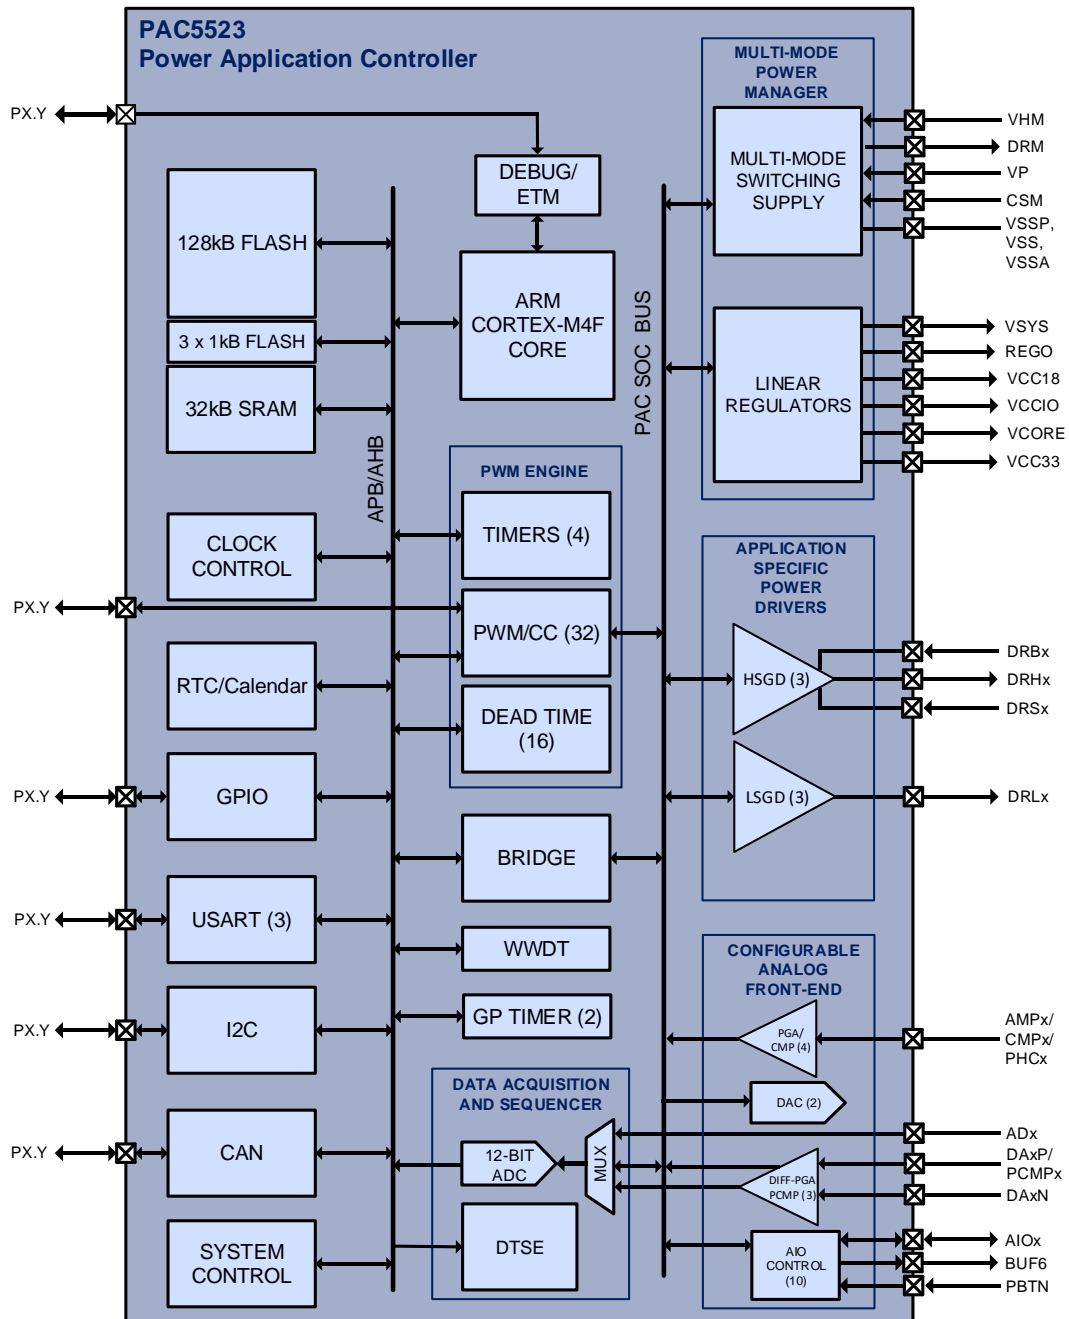 PAC5523
Power Application Controller
PX.Y
DEBUG/
ETM
128kB FLASH
3 x 1kB FLASH
32kB SRAM
ARM
CORTEX-M4F
CORE
APB/AHB
PAC SOC BUS
CLOCK
CONTROL
PX.Y
RTC/Calendar
PX.Y
GPIO
PX.Y
USART (3)
PX.Y
I2C
PX.Y
CAN
SYSTEM
CONTROL
PWM ENGINE
TIMERS (4)
PWM/CC (32)
DEAD TIME
(16)
BRIDGE
WWDT
GP TIMER (2)
DATA ACQUISITION
AND SEQUENCER
12-BIT
ADC
MUX
DTSE
MULTI-MODE
POWER
MANAGER
MULTI-MODE
SWITCHING
SUPPLY
VHM
DRM
VP
CSM
VSSP,
VSS,
VSSA
LINEAR
REGULATORS
VSYS
REGO
VCC18
VCCIO
VCORE
VCC33
APPLICATION
SPECIFIC
POWER
DRIVERS
HSGD (3)
DRBx
DRHx
DRSx
LSGD (3)
DRLx
CONFIGURABLE
ANALOG
FRONT-END
PGA/
CMP (4)
AMPx/
CMPx/
PHCx
DAC (2)
ADx
DIFF-PGA
PCMP (3)
DAxP/
PCMPx
DAxN
AIO
CONTROL
(10)
AIOx
BUF6
PBTN